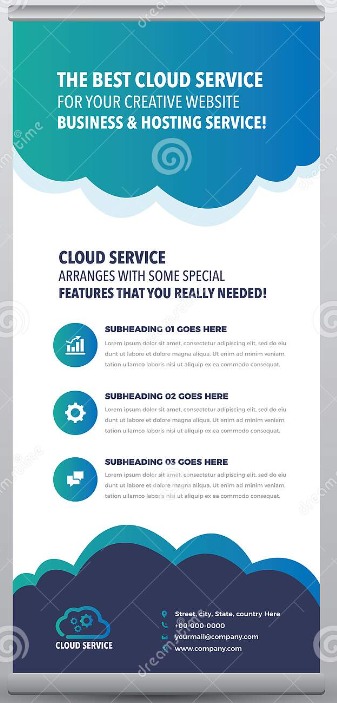 THE BEST CLOUD SERVICE
FOR YOUR CREATIVE WEBSITE
BUSINESS & HOSTING SERVICE!
CLOUD SERVICE
ARRANGES WITH SOME SPECIAL
FEATURES THAT YOU REALLY NEEDED!
SUBHEADING 01 GOES HERE
Lorem ipsum dolor sit amet, consectetur adipiscing elit, sed do eiu
dunt ut labore et dolore magna aliqua. Ut enim ad minim veniam,
tation ullamco laboris nisi ut aliquip ex ea commodo consequat.
SUBHEADING 02 GOES HERE
Lorem ipsum dolor sit amet, consectetur adipiscing elit, sed do eiu
dunt ut labore et dolore magna aliqua. Ut enim ad minim veniam,
tation ullamco laboris nisi ut aliquip ex ea commodo consequat.
SUBHEADING 03 GOES HERE
Lorem ipsum dolor sit amet, consectetur adipiscing elit, sed do eiu
dunt ut labore et dolore magna aliqua. Ut enim ad minim veniam,
tation ullamco laboris nisi ut aliquip ex ea commodo consequat.
CLOUD SERVICE
Street, city, State, country Here
+00 000-0000
yourmail@company.com
www.company.com
dreamstime